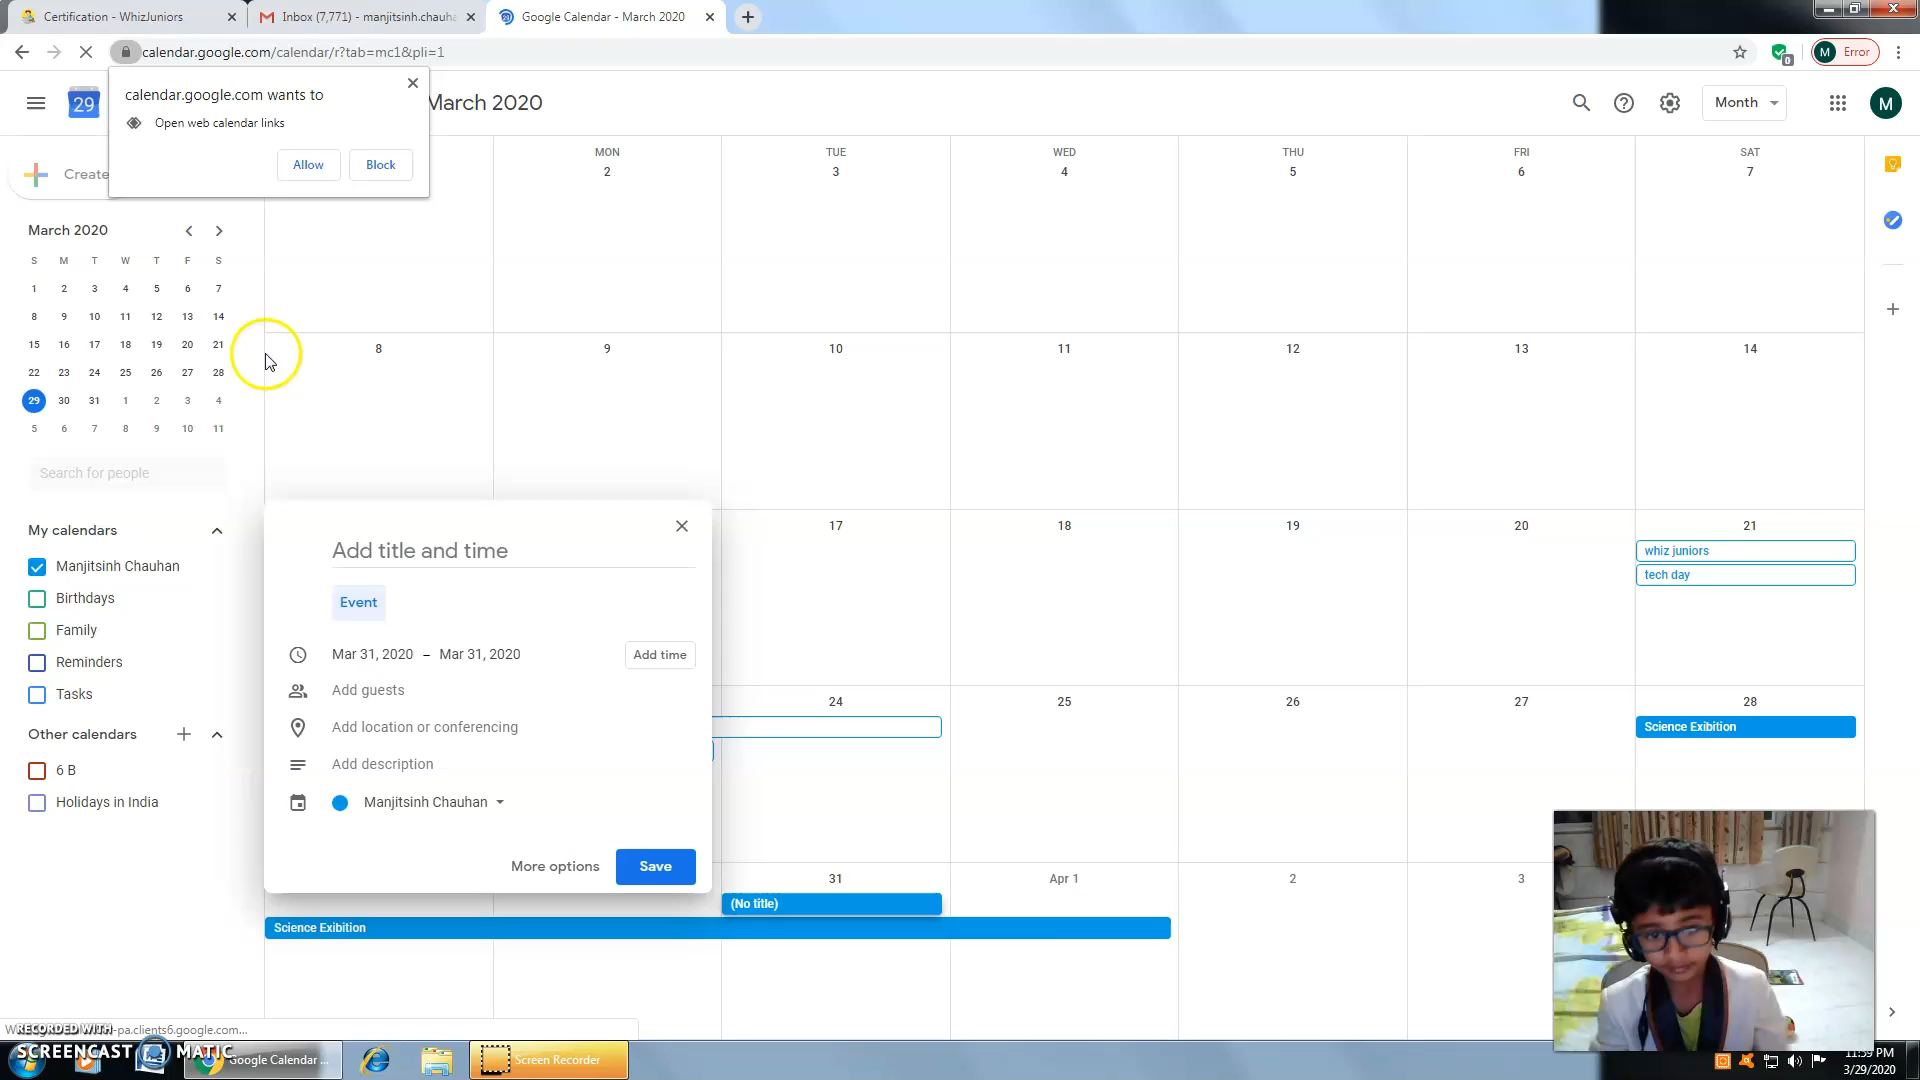 Certification - WhizJuniors
Inbox (7,771) - manjitsinh.chauha
Google Calendar - March 2020
calendar.google.com/calendar/r?tab=mc1&pli=1
0
M Error
calendar.google.com wants to
Open web calendar links
Allow Block
29
March 2020
Month
M
Create
March 2020
S M T W T F S
1 2 3 4 5 6 7
8 9 10 11 12 13 14
15 16 17 18 19 20 21
22 23 24 25 26 27 28
29 30 31 1 2 3 4
5 6 7 8 9 10 11
Search for people
My calendars
Manjitsinh Chauhan
Birthdays
Family
Reminders
Tasks
Other calendars
6 B
Holidays in India
MON TUE WED THU FRI SAT
2 3 4 5 6 7
8 9 10 11 12 13 14
17 18 19 20 21
whiz juniors
tech day
24 25 26 27 28
Science Exibition
31 Apr 1 2 3
(No title)
Science Exibition
Add title and time
Event
Mar 31, 2020 – Mar 31, 2020
Add time
Add guests
Add location or conferencing
Add description
Manjitsinh Chauhan
More options
Save
-pa.clients6.google.com...
RECORDED WITH
SCREENCAST MATIC
Google Calendar ...
Screen Recorder
11:59 PM
3/29/2020